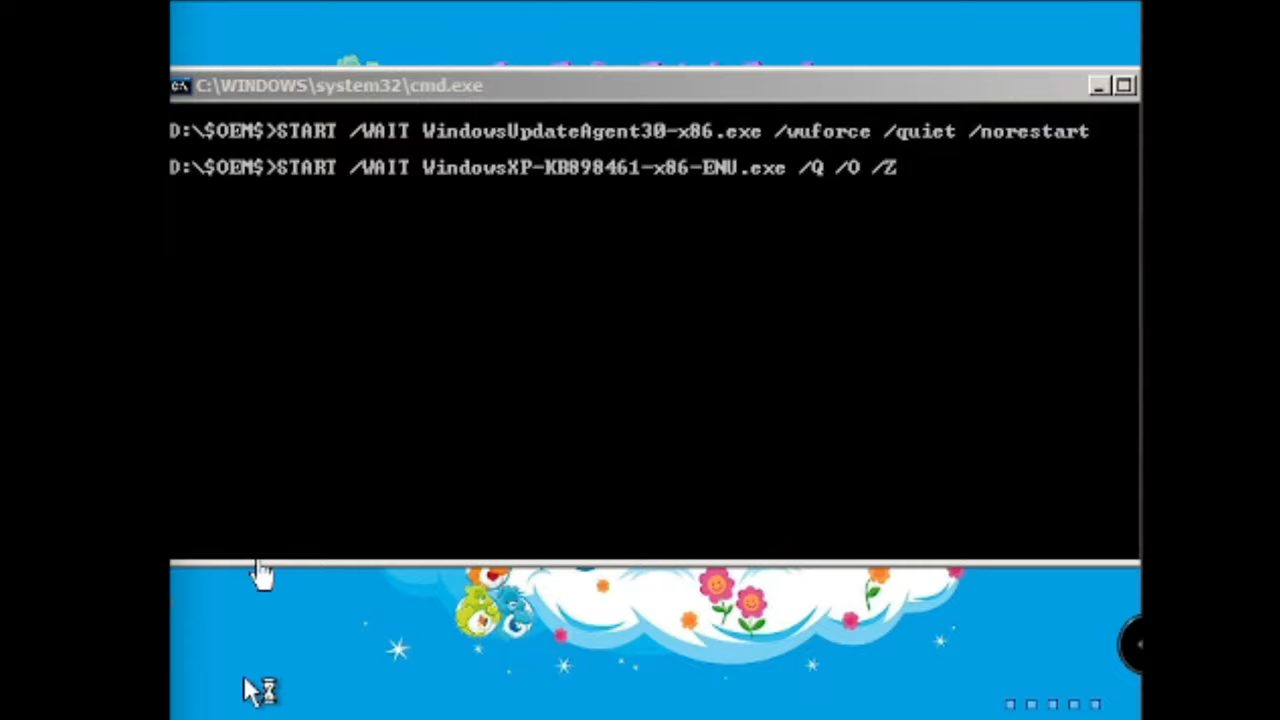 C:\WINDOWS\system32\cmd.exe
D:\$OEM$>START /WAIT WindowsUpdateAgent30-x86.exe /wuforce /quiet /norestart
D:\$OEM$>START /WAIT WindowsXP-KB898461-x86-ENU.exe /Q /O /Z